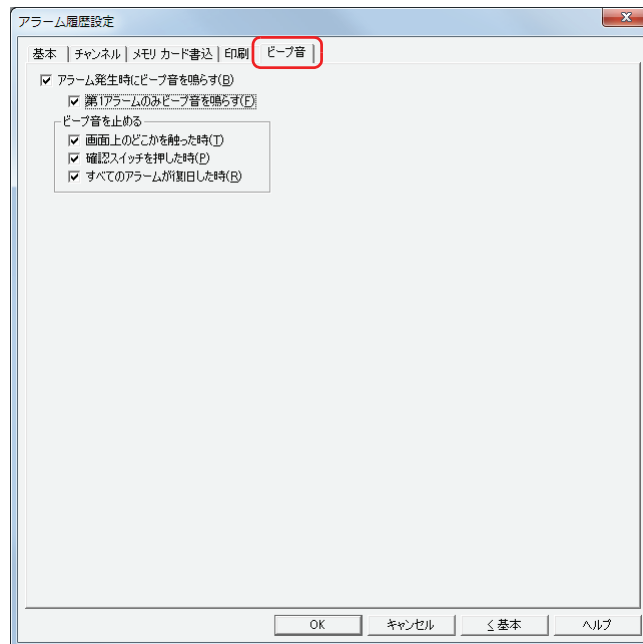 アラーム履歴設定
基本 チャンネル メモリ カード書込 印刷 ビープ音
アラーム発生時にビープ音を鳴らす(B)
第1アラームのみビープ音を鳴らす(F)
ビープ音を止める
画面上のどこかを触った時(T)
確認スイッチを押した時(P)
すべてのアラームが復旧した時(R)
OK キャンセル < 基本 ヘルプ